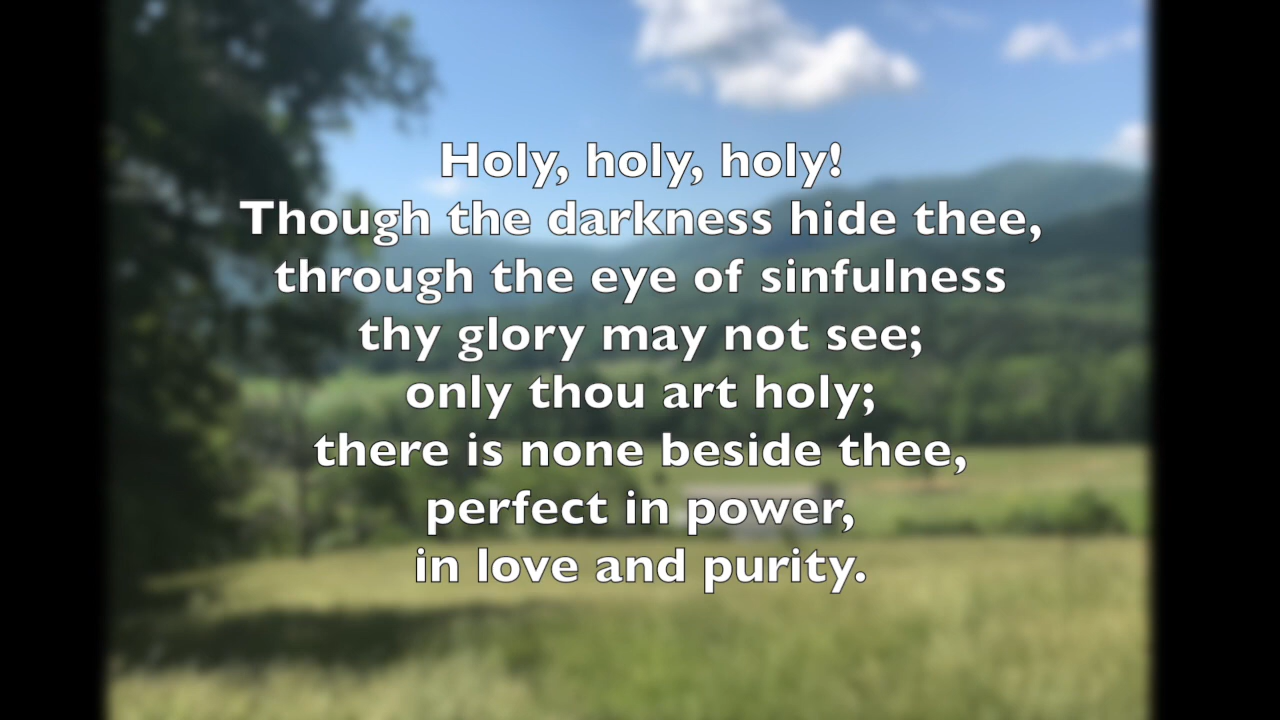 Holy, holy, holy!
Though the darkness hide thee,
through the eye of sinfulness
thy glory may not see;
only thou art holy;
there is none beside thee,
perfect in power,
in love and purity.